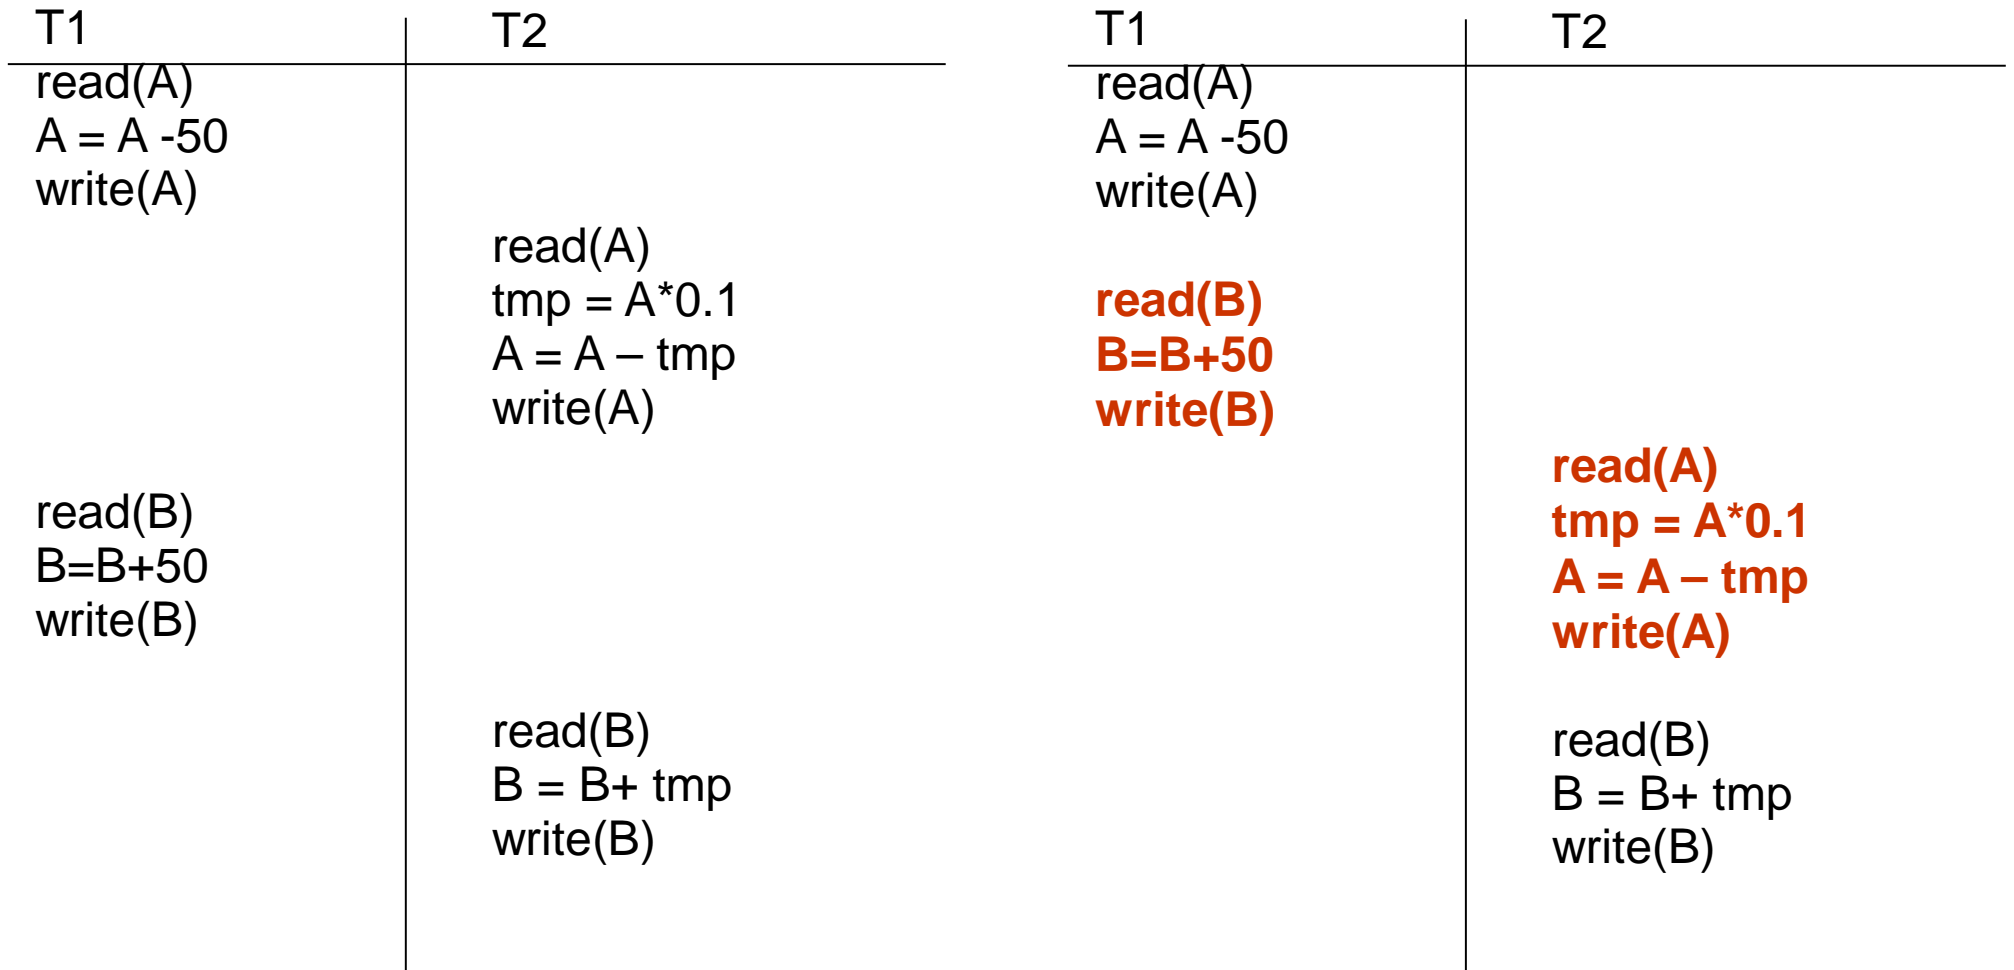 T1
T2
read(A)
A = A -50
write(A)
read(A)
tmp = A*0.1
A = A – tmp
write(A)
read(B)
B=B+50
write(B)
read(B)
B = B+ tmp
write(B)
T1
T2
read(A)
A = A -50
write(A)
read(B)
B=B+50
write(B)
read(A)
tmp = A*0.1
A = A – tmp
write(A)
read(B)
B = B+ tmp
write(B)